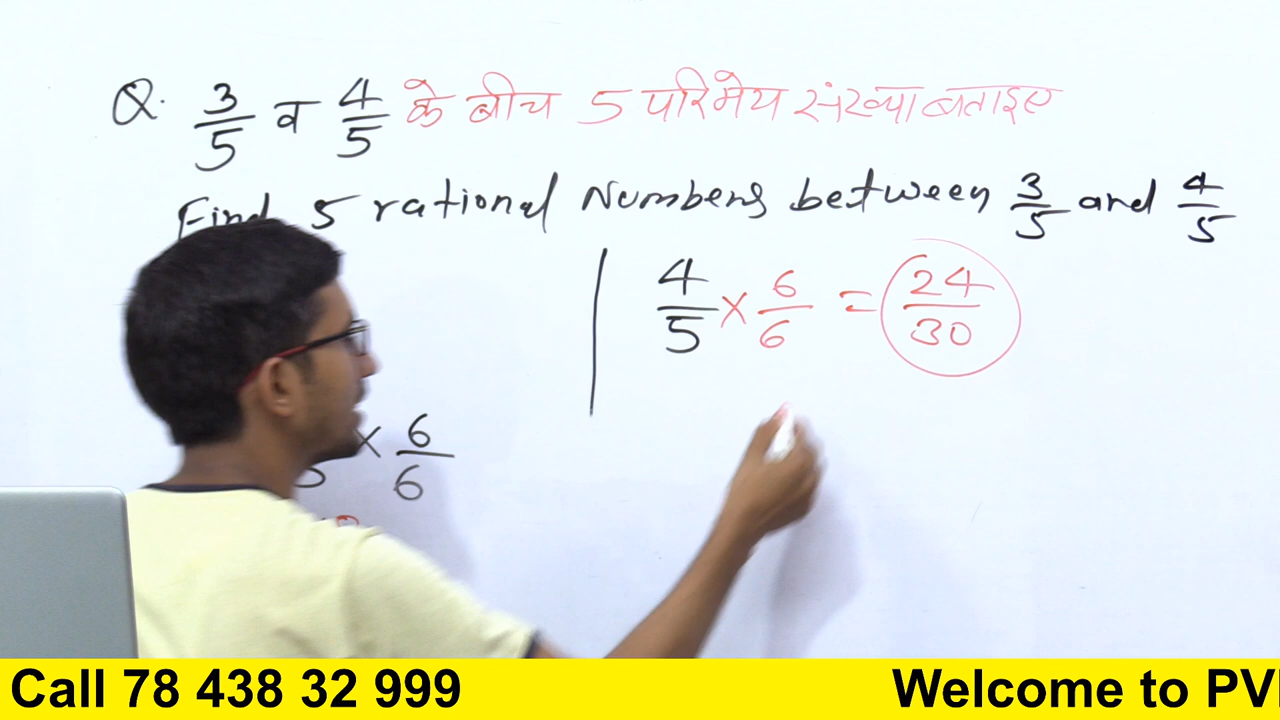 Q. 3/5 व 4/5 के बीच 5 परिमेय संख्या बताइए
Find 5 rational Numbers between 3/5 and 4/5
4/5 × 6/6 = 24/30
× 6/6
Call 78 438 32 999
Welcome to